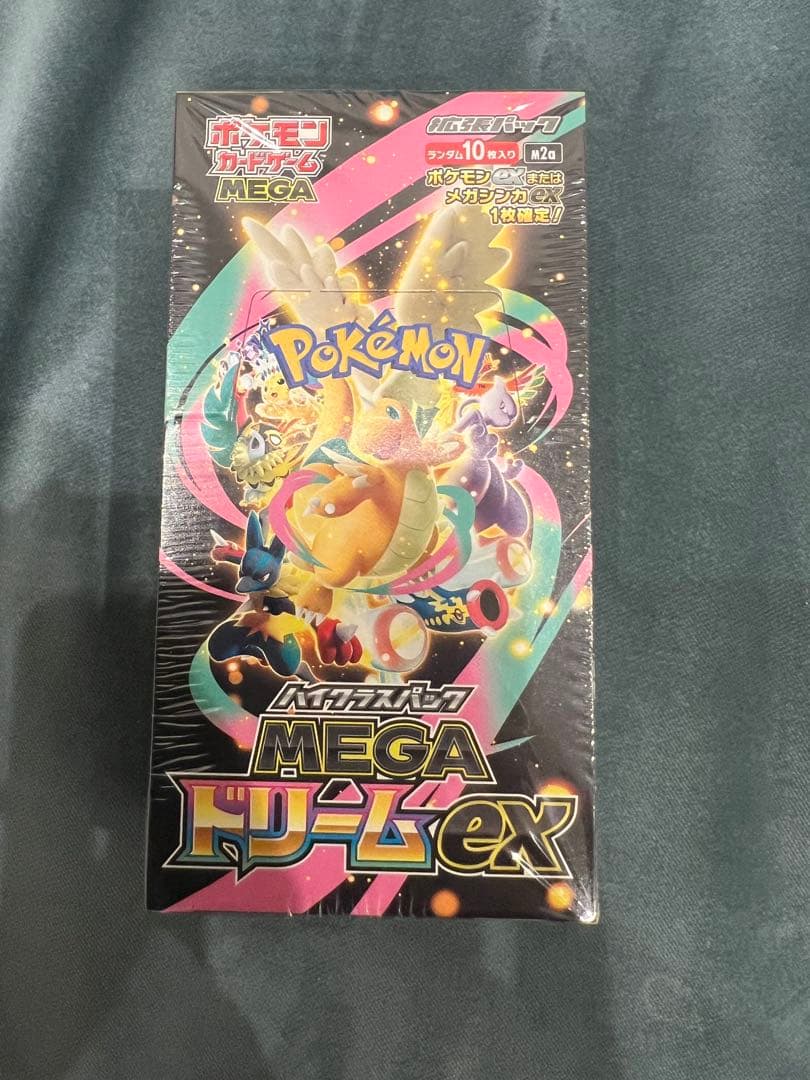 ポケモン
カードゲーム
MEGA
拡張パック
ランダム10枚入り M2a
ポケモンexまたは
メガシンカex
1枚確定!
POKéMON
TM
ハイクラスパック
MEGA
ドリームex